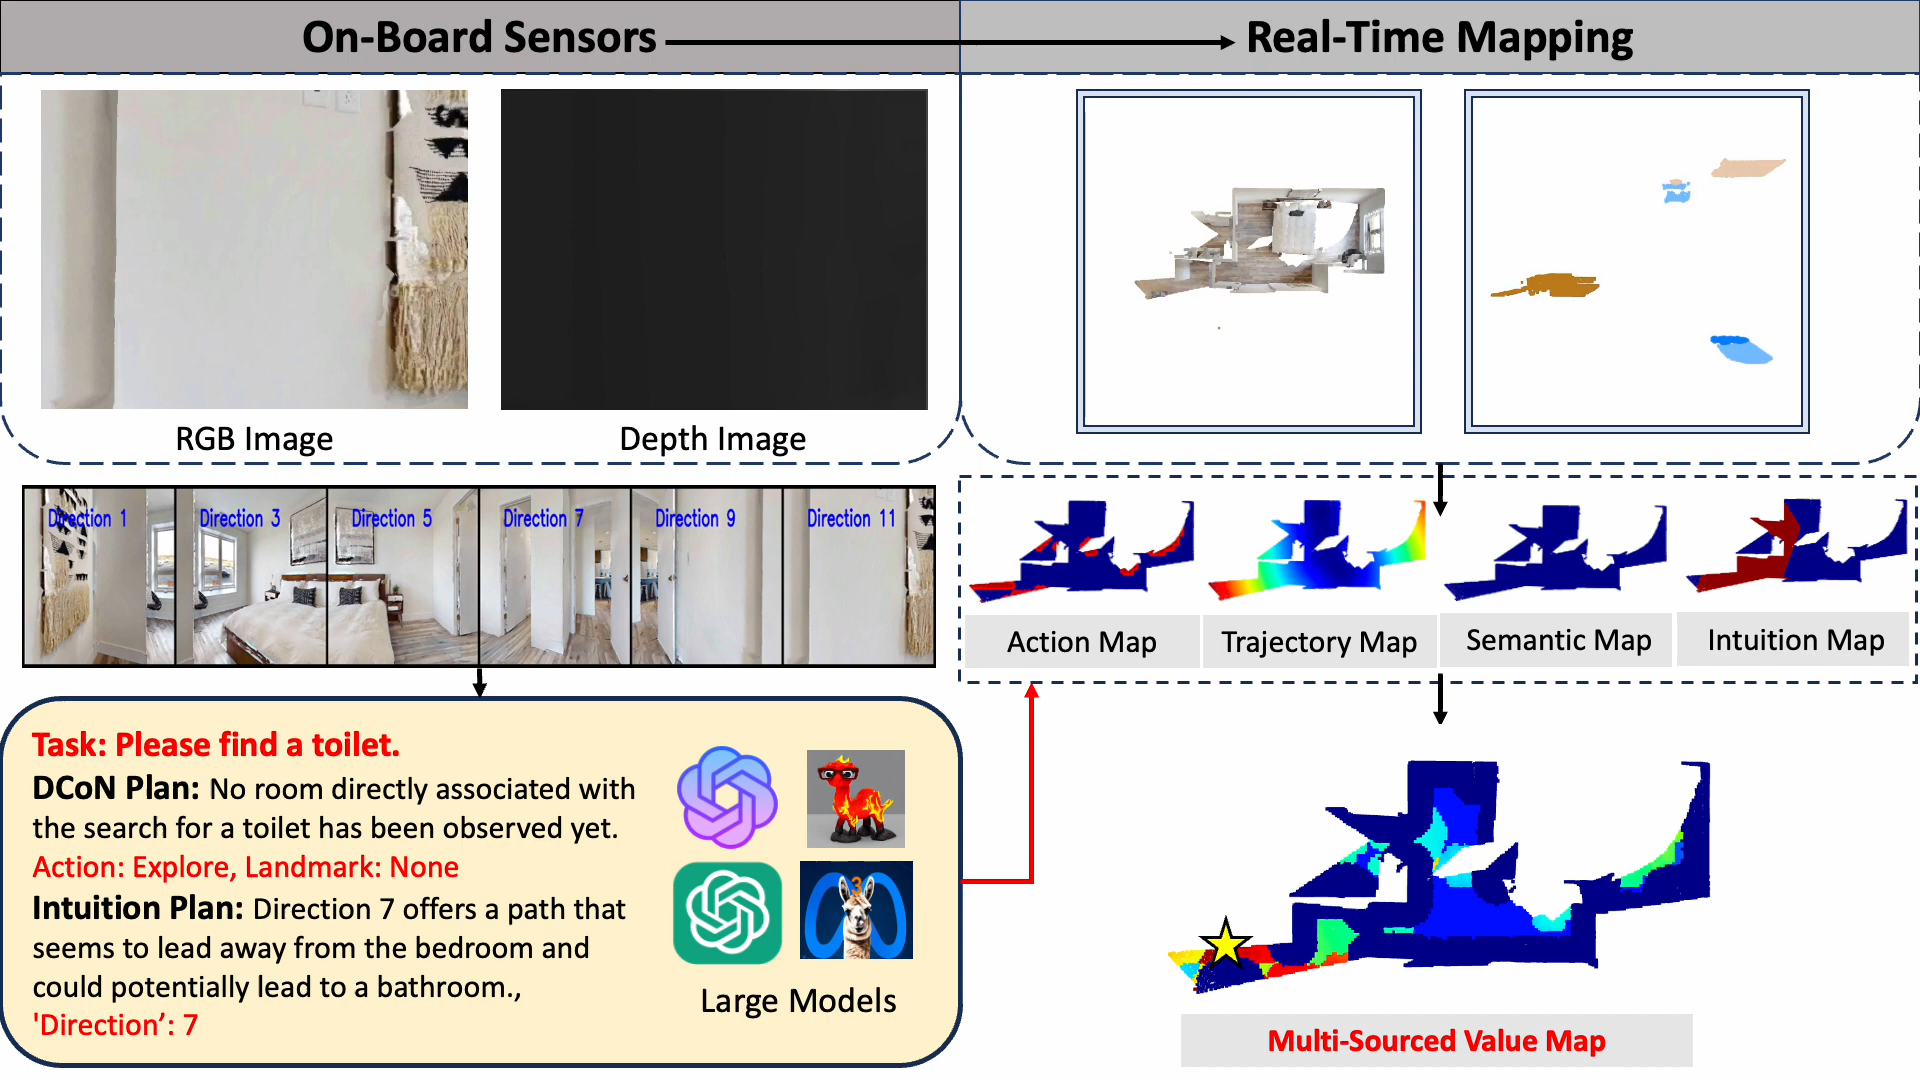 On-Board Sensors
Real-Time Mapping
RGB Image
Depth Image
Direction 1
Direction 3
Direction 5
Direction 7
Direction 9
Direction 11
Action Map
Trajectory Map
Semantic Map
Intuition Map
Task: Please find a toilet.
DCoN Plan: No room directly associated with
the search for a toilet has been observed yet.
Action: Explore, Landmark: None
Intuition Plan: Direction 7 offers a path that
seems to lead away from the bedroom and
could potentially lead to a bathroom.,
'Direction’: 7
3
Large Models
Multi-Sourced Value Map